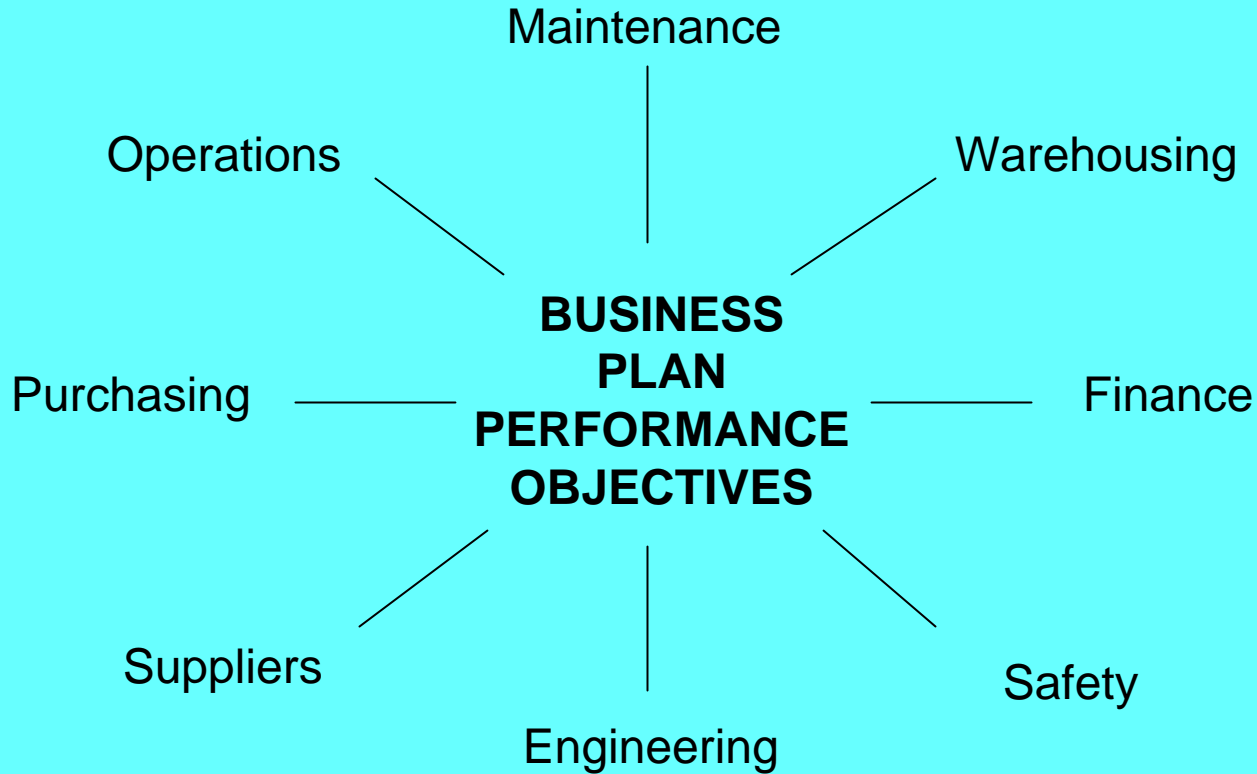 Maintenance
Operations
Warehousing
BUSINESS
PLAN
PERFORMANCE
OBJECTIVES
Purchasing
Finance
Suppliers
Safety
Engineering